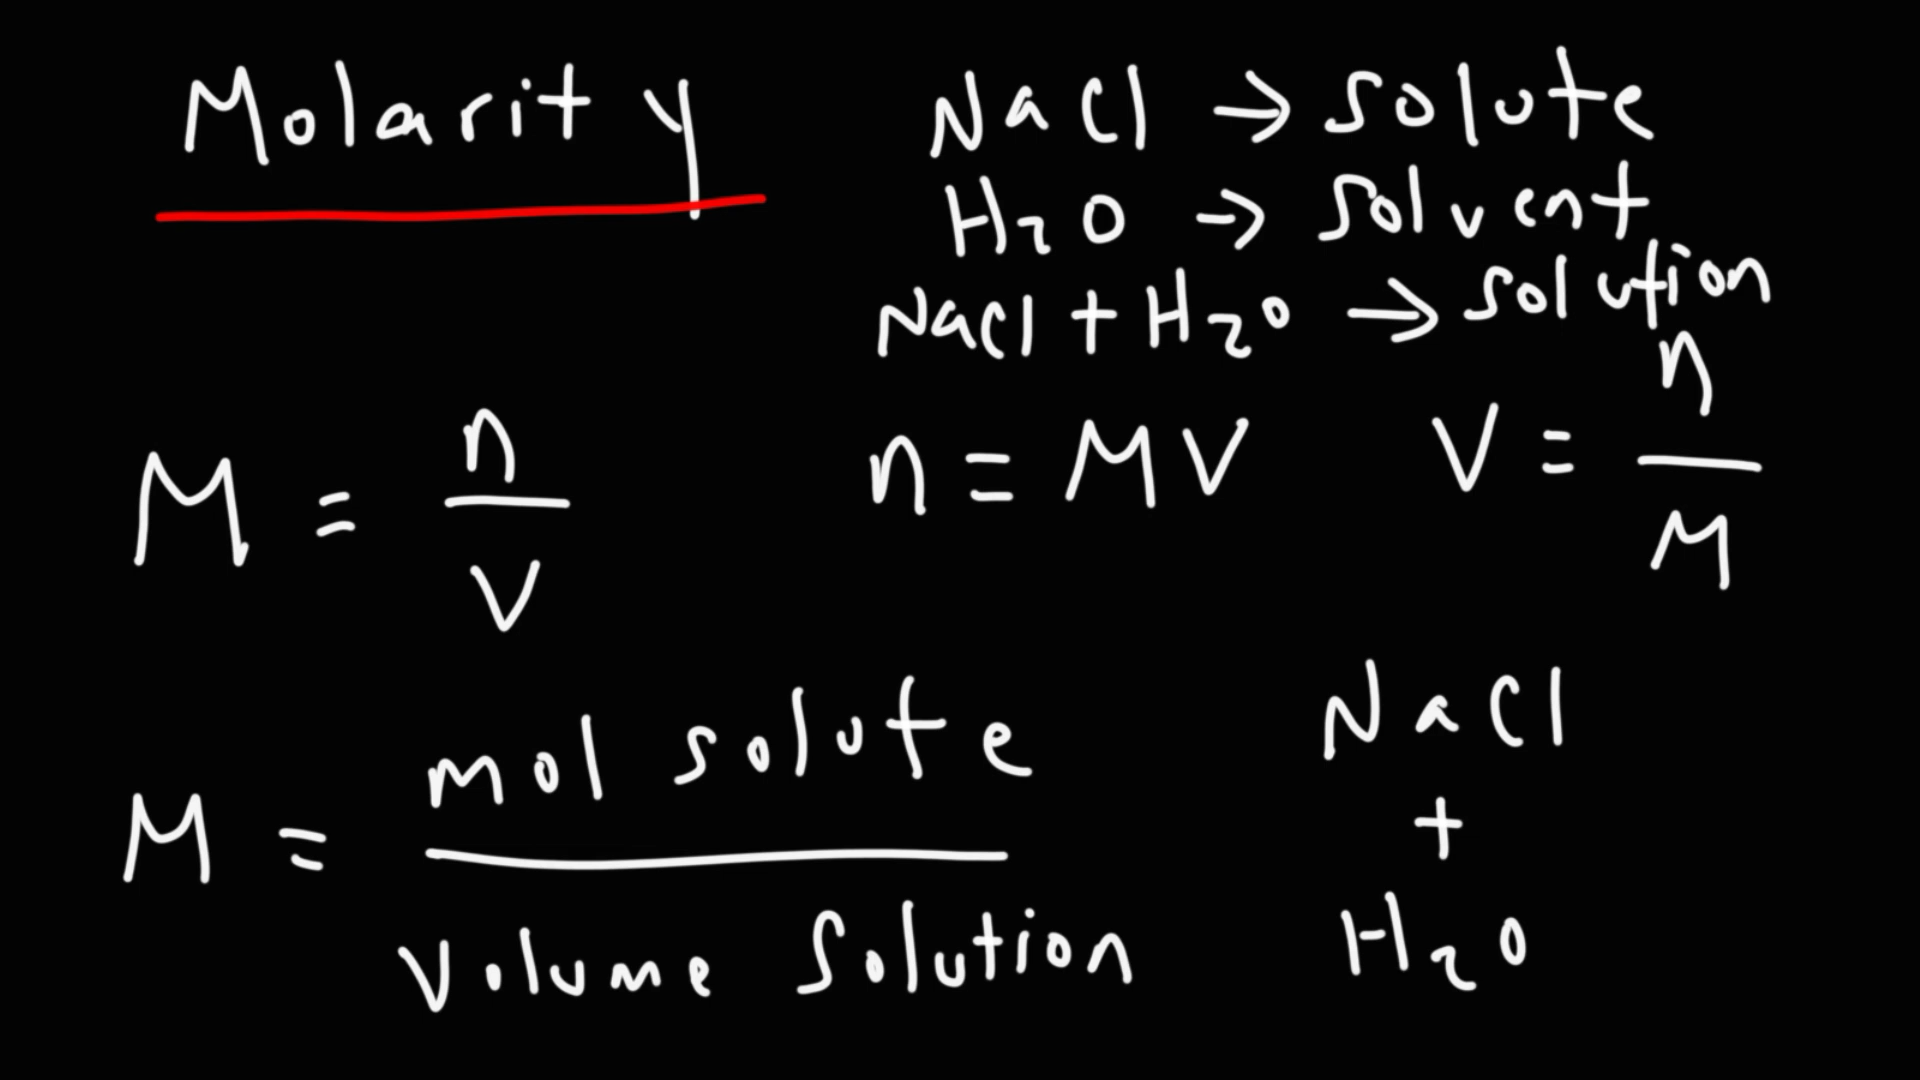 Molarity
NaCl → solute
H2O → solvent
NaCl + H2O → solution
M = n/V
n = MV
V = n/M
M = mol solute / Volume Solution
NaCl
+
H2O